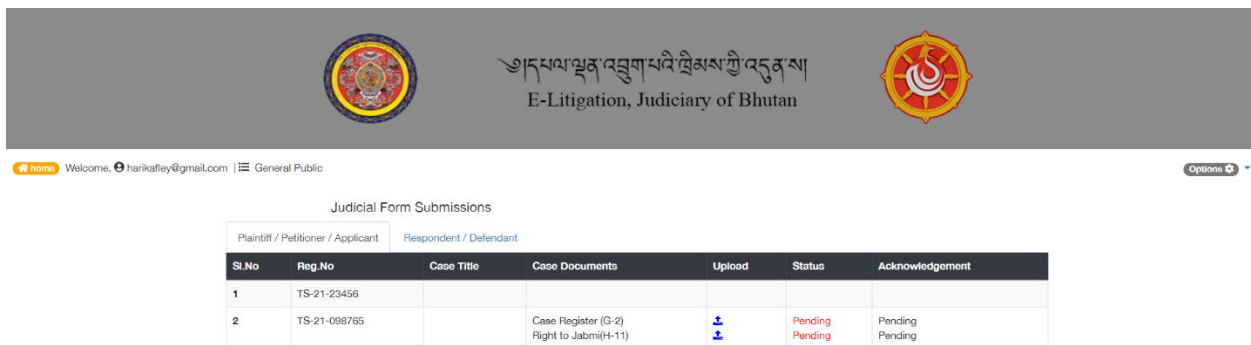 ༄།དཔལ་ལྡན་འབྲུག་པའི་ཁྲིམས་ཀྱི་འདུན་ས།
E-Litigation, Judiciary of Bhutan
home Welcome, harikafley@gmail.com | General Public
Options
Judicial Form Submissions
Plaintiff / Petitioner / Applicant Respondent / Defendant
Sl.No Reg.No Case Title Case Documents Upload Status Acknowledgement
1 TS-21-23456
2 TS-21-098765 Case Register (G-2) Pending Pending
Right to Jabmi(H-11) Pending Pending